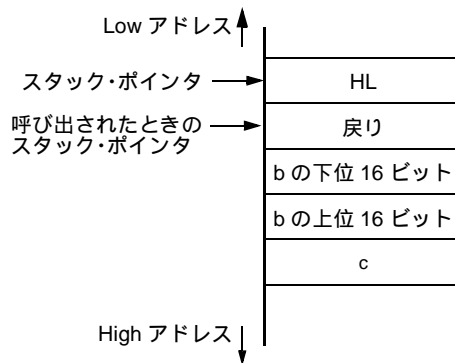 Low アドレス
スタック・ポインタ
HL
呼び出されたときの
スタック・ポインタ
戻り
b の下位 16 ビット
b の上位 16 ビット
c
High アドレス